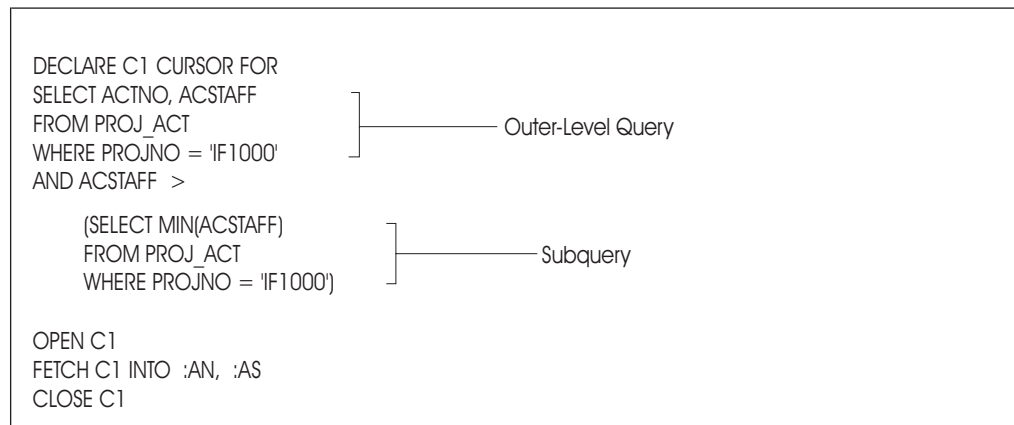 DECLARE C1 CURSOR FOR
SELECT ACTNO, ACSTAFF
FROM PROJ_ACT
WHERE PROJNO = 'IF1000'
AND ACSTAFF >
Outer-Level Query
(SELECT MIN(ACSTAFF)
FROM PROJ_ACT
WHERE PROJNO = 'IF1000')
Subquery
OPEN C1
FETCH C1 INTO :AN, :AS
CLOSE C1